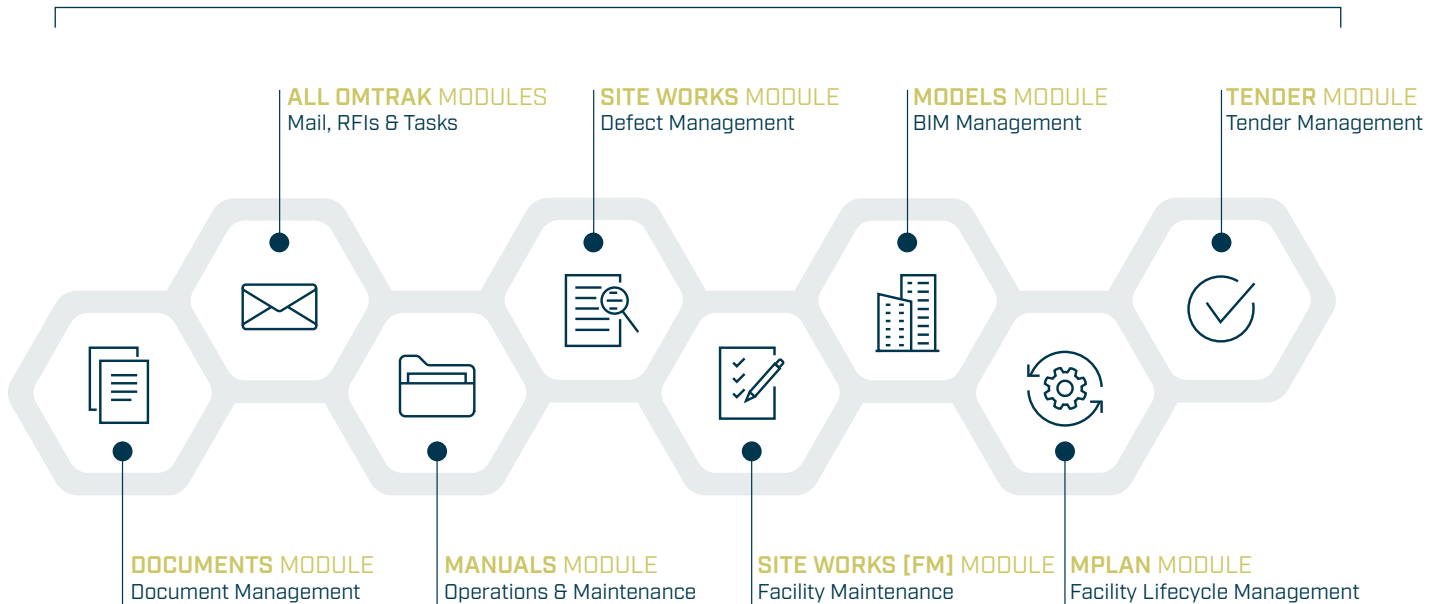 ALL OMTRAK MODULES
Mail, RFIs & Tasks
SITE WORKS MODULE
Defect Management
MODELS MODULE
BIM Management
TENDER MODULE
Tender Management
DOCUMENTS MODULE
Document Management
MANUALS MODULE
Operations & Maintenance
SITE WORKS [FM] MODULE
Facility Maintenance
MPLAN MODULE
Facility Lifecycle Management